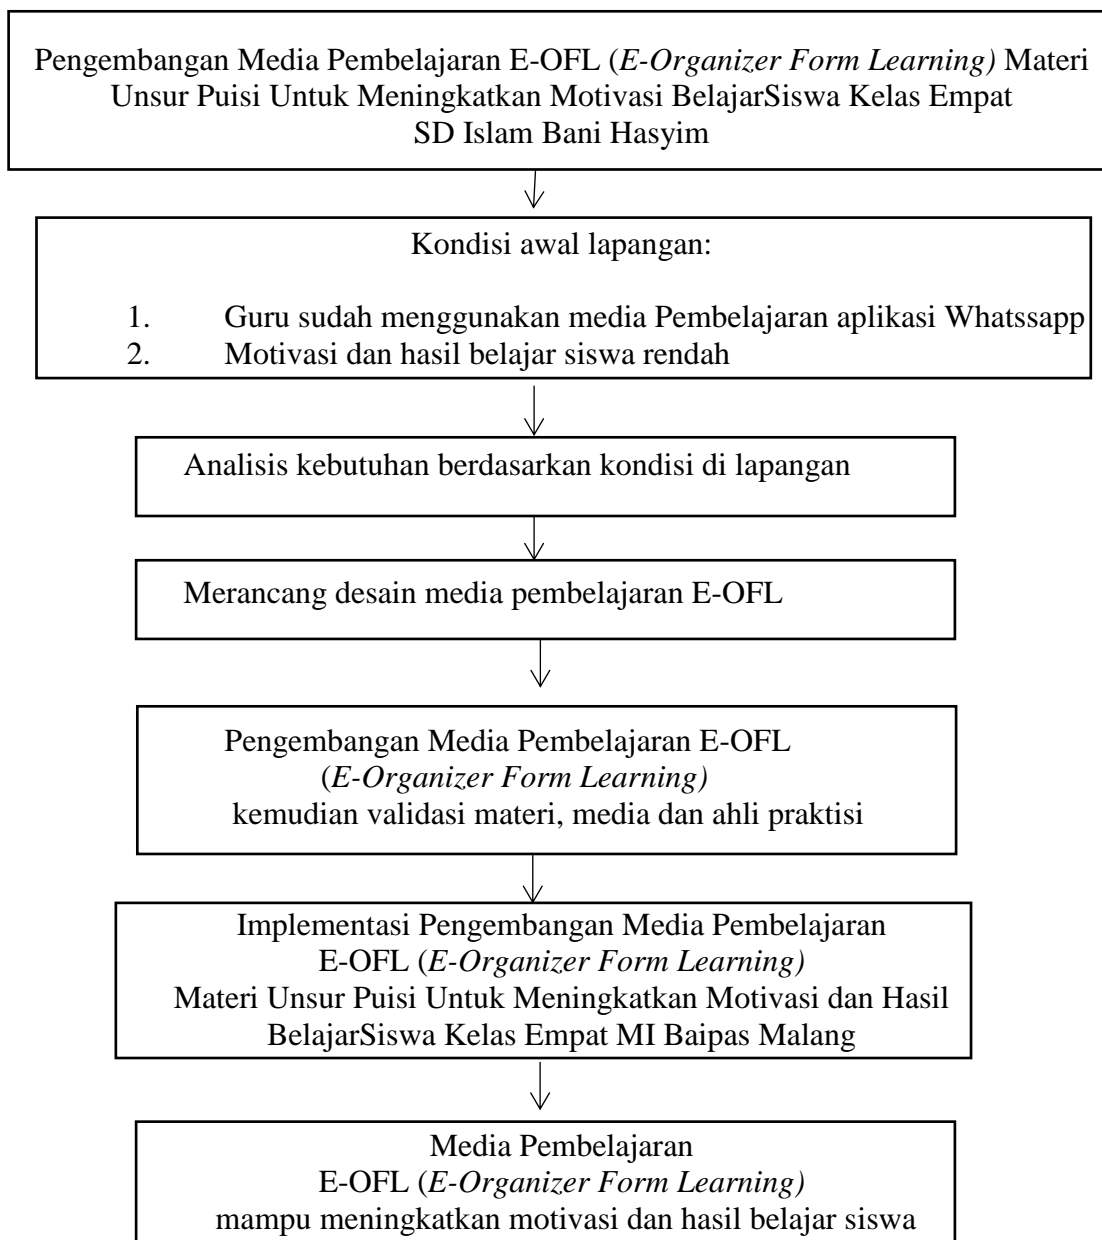 Pengembangan Media Pembelajaran E-OFL (E-Organizer Form Learning) Materi
Unsur Puisi Untuk Meningkatkan Motivasi BelajarSiswa Kelas Empat
SD Islam Bani Hasyim
Kondisi awal lapangan:
1. Guru sudah menggunakan media Pembelajaran aplikasi Whatssapp
2. Motivasi dan hasil belajar siswa rendah
Analisis kebutuhan berdasarkan kondisi di lapangan
Merancang desain media pembelajaran E-OFL
Pengembangan Media Pembelajaran E-OFL
(E-Organizer Form Learning)
kemudian validasi materi, media dan ahli praktisi
Implementasi Pengembangan Media Pembelajaran
E-OFL (E-Organizer Form Learning)
Materi Unsur Puisi Untuk Meningkatkan Motivasi dan Hasil
BelajarSiswa Kelas Empat MI Baipas Malang
Media Pembelajaran
E-OFL (E-Organizer Form Learning)
mampu meningkatkan motivasi dan hasil belajar siswa